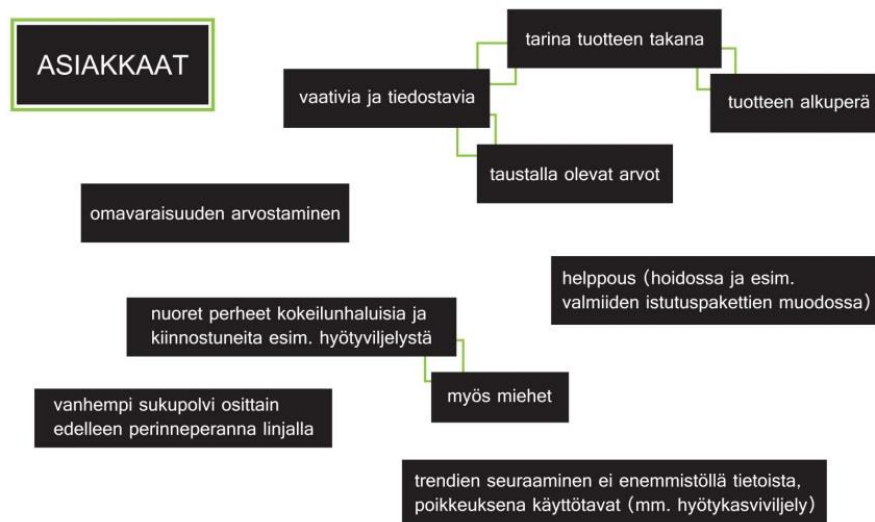 ASIAKKAAT
tarina tuotteen takana
vaativia ja tiedostavia
tuotteen alkuperä
taustalla olevat arvot
omavaraisuuden arvostaminen
helppous (hoidossa ja esim.
valmiiden istutuspakettien muodossa)
nuoret perheet kokeilunhaluisia ja
kiinnostuneita esim. hyötyviljelystä
myös miehet
vanhempi sukupolvi osittain
edelleen perinneperanna linjalla
trendien seuraaminen ei enemmistöllä tietoista,
poikkeuksena käyttötavat (mm. hyötykasviviljely)